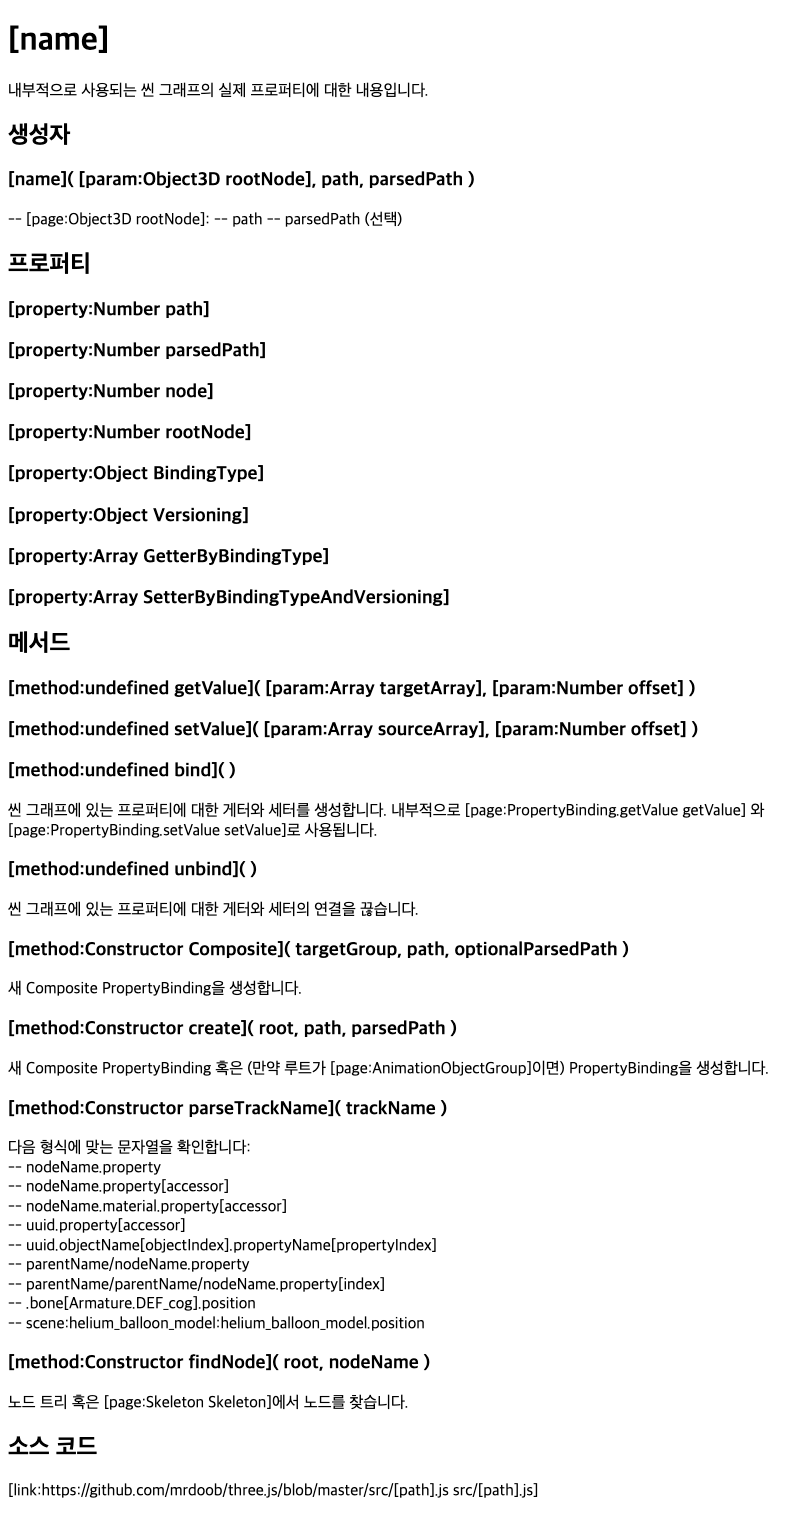 [name]
내부적으로 사용되는 씬 그래프의 실제 프로퍼티에 대한 내용입니다.
생성자
[name]( [param:Object3D rootNode], path, parsedPath )
-- [page:Object3D rootNode]: -- path -- parsedPath (선택)
프로퍼티
[property:Number path]
[property:Number parsedPath]
[property:Number node]
[property:Number rootNode]
[property:Object BindingType]
[property:Object Versioning]
[property:Array GetterByBindingType]
[property:Array SetterByBindingTypeAndVersioning]
메서드
[method:undefined getValue]( [param:Array targetArray], [param:Number offset] )
[method:undefined setValue]( [param:Array sourceArray], [param:Number offset] )
[method:undefined bind]( )
씬 그래프에 있는 프로퍼티에 대한 게터와 세터를 생성합니다. 내부적으로 [page:PropertyBinding.getValue getValue] 와
[page:PropertyBinding.setValue setValue]로 사용됩니다.
[method:undefined unbind]( )
씬 그래프에 있는 프로퍼티에 대한 게터와 세터의 연결을 끊습니다.
[method:Constructor Composite]( targetGroup, path, optionalParsedPath )
새 Composite PropertyBinding을 생성합니다.
[method:Constructor create]( root, path, parsedPath )
새 Composite PropertyBinding 혹은 (만약 루트가 [page:AnimationObjectGroup]이면) PropertyBinding을 생성합니다.
[method:Constructor parseTrackName]( trackName )
다음 형식에 맞는 문자열을 확인합니다:
-- nodeName.property
-- nodeName.property[accessor]
-- nodeName.material.property[accessor]
-- uuid.property[accessor]
-- uuid.objectName[objectIndex].propertyName[propertyIndex]
-- parentName/nodeName.property
-- parentName/parentName/nodeName.property[index]
-- .bone[Armature.DEF_cog].position
-- scene:helium_balloon_model:helium_balloon_model.position
[method:Constructor findNode]( root, nodeName )
노드 트리 혹은 [page:Skeleton Skeleton]에서 노드를 찾습니다.
소스 코드
[link:https://github.com/mrdoob/three.js/blob/master/src/[path].js src/[path].js]